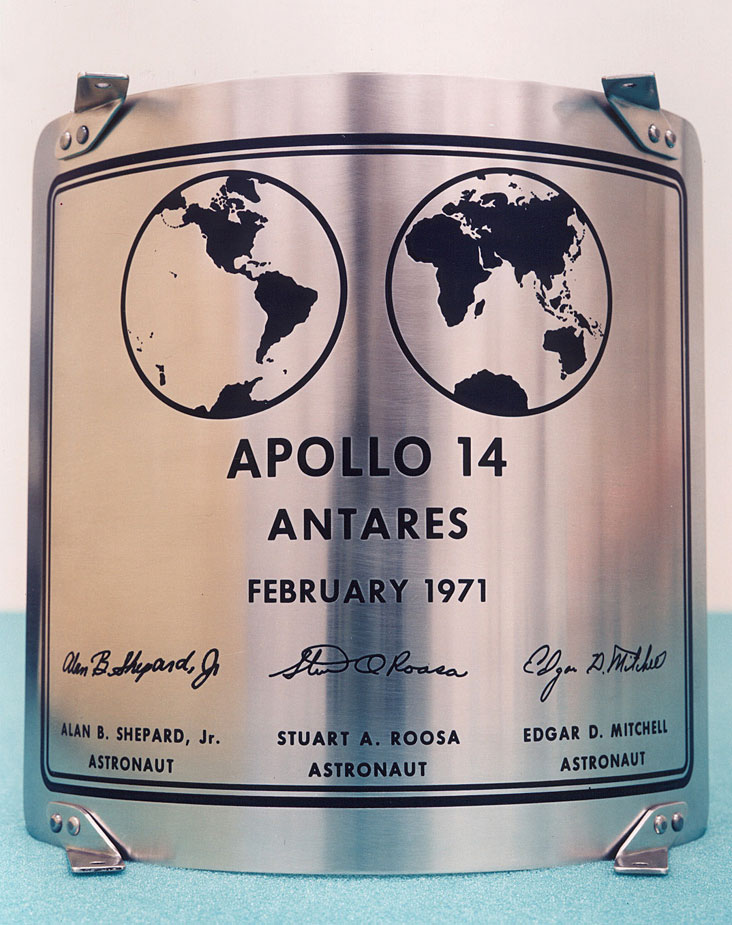 APOLLO 14
ANTARES
FEBRUARY 1971
Alan B. Shepard, Jr
Stuart A Roosa
Edgar D. Mitchell
ALAN B. SHEPARD, Jr.
ASTRONAUT
STUART A. ROOSA
ASTRONAUT
EDGAR D. MITCHELL
ASTRONAUT